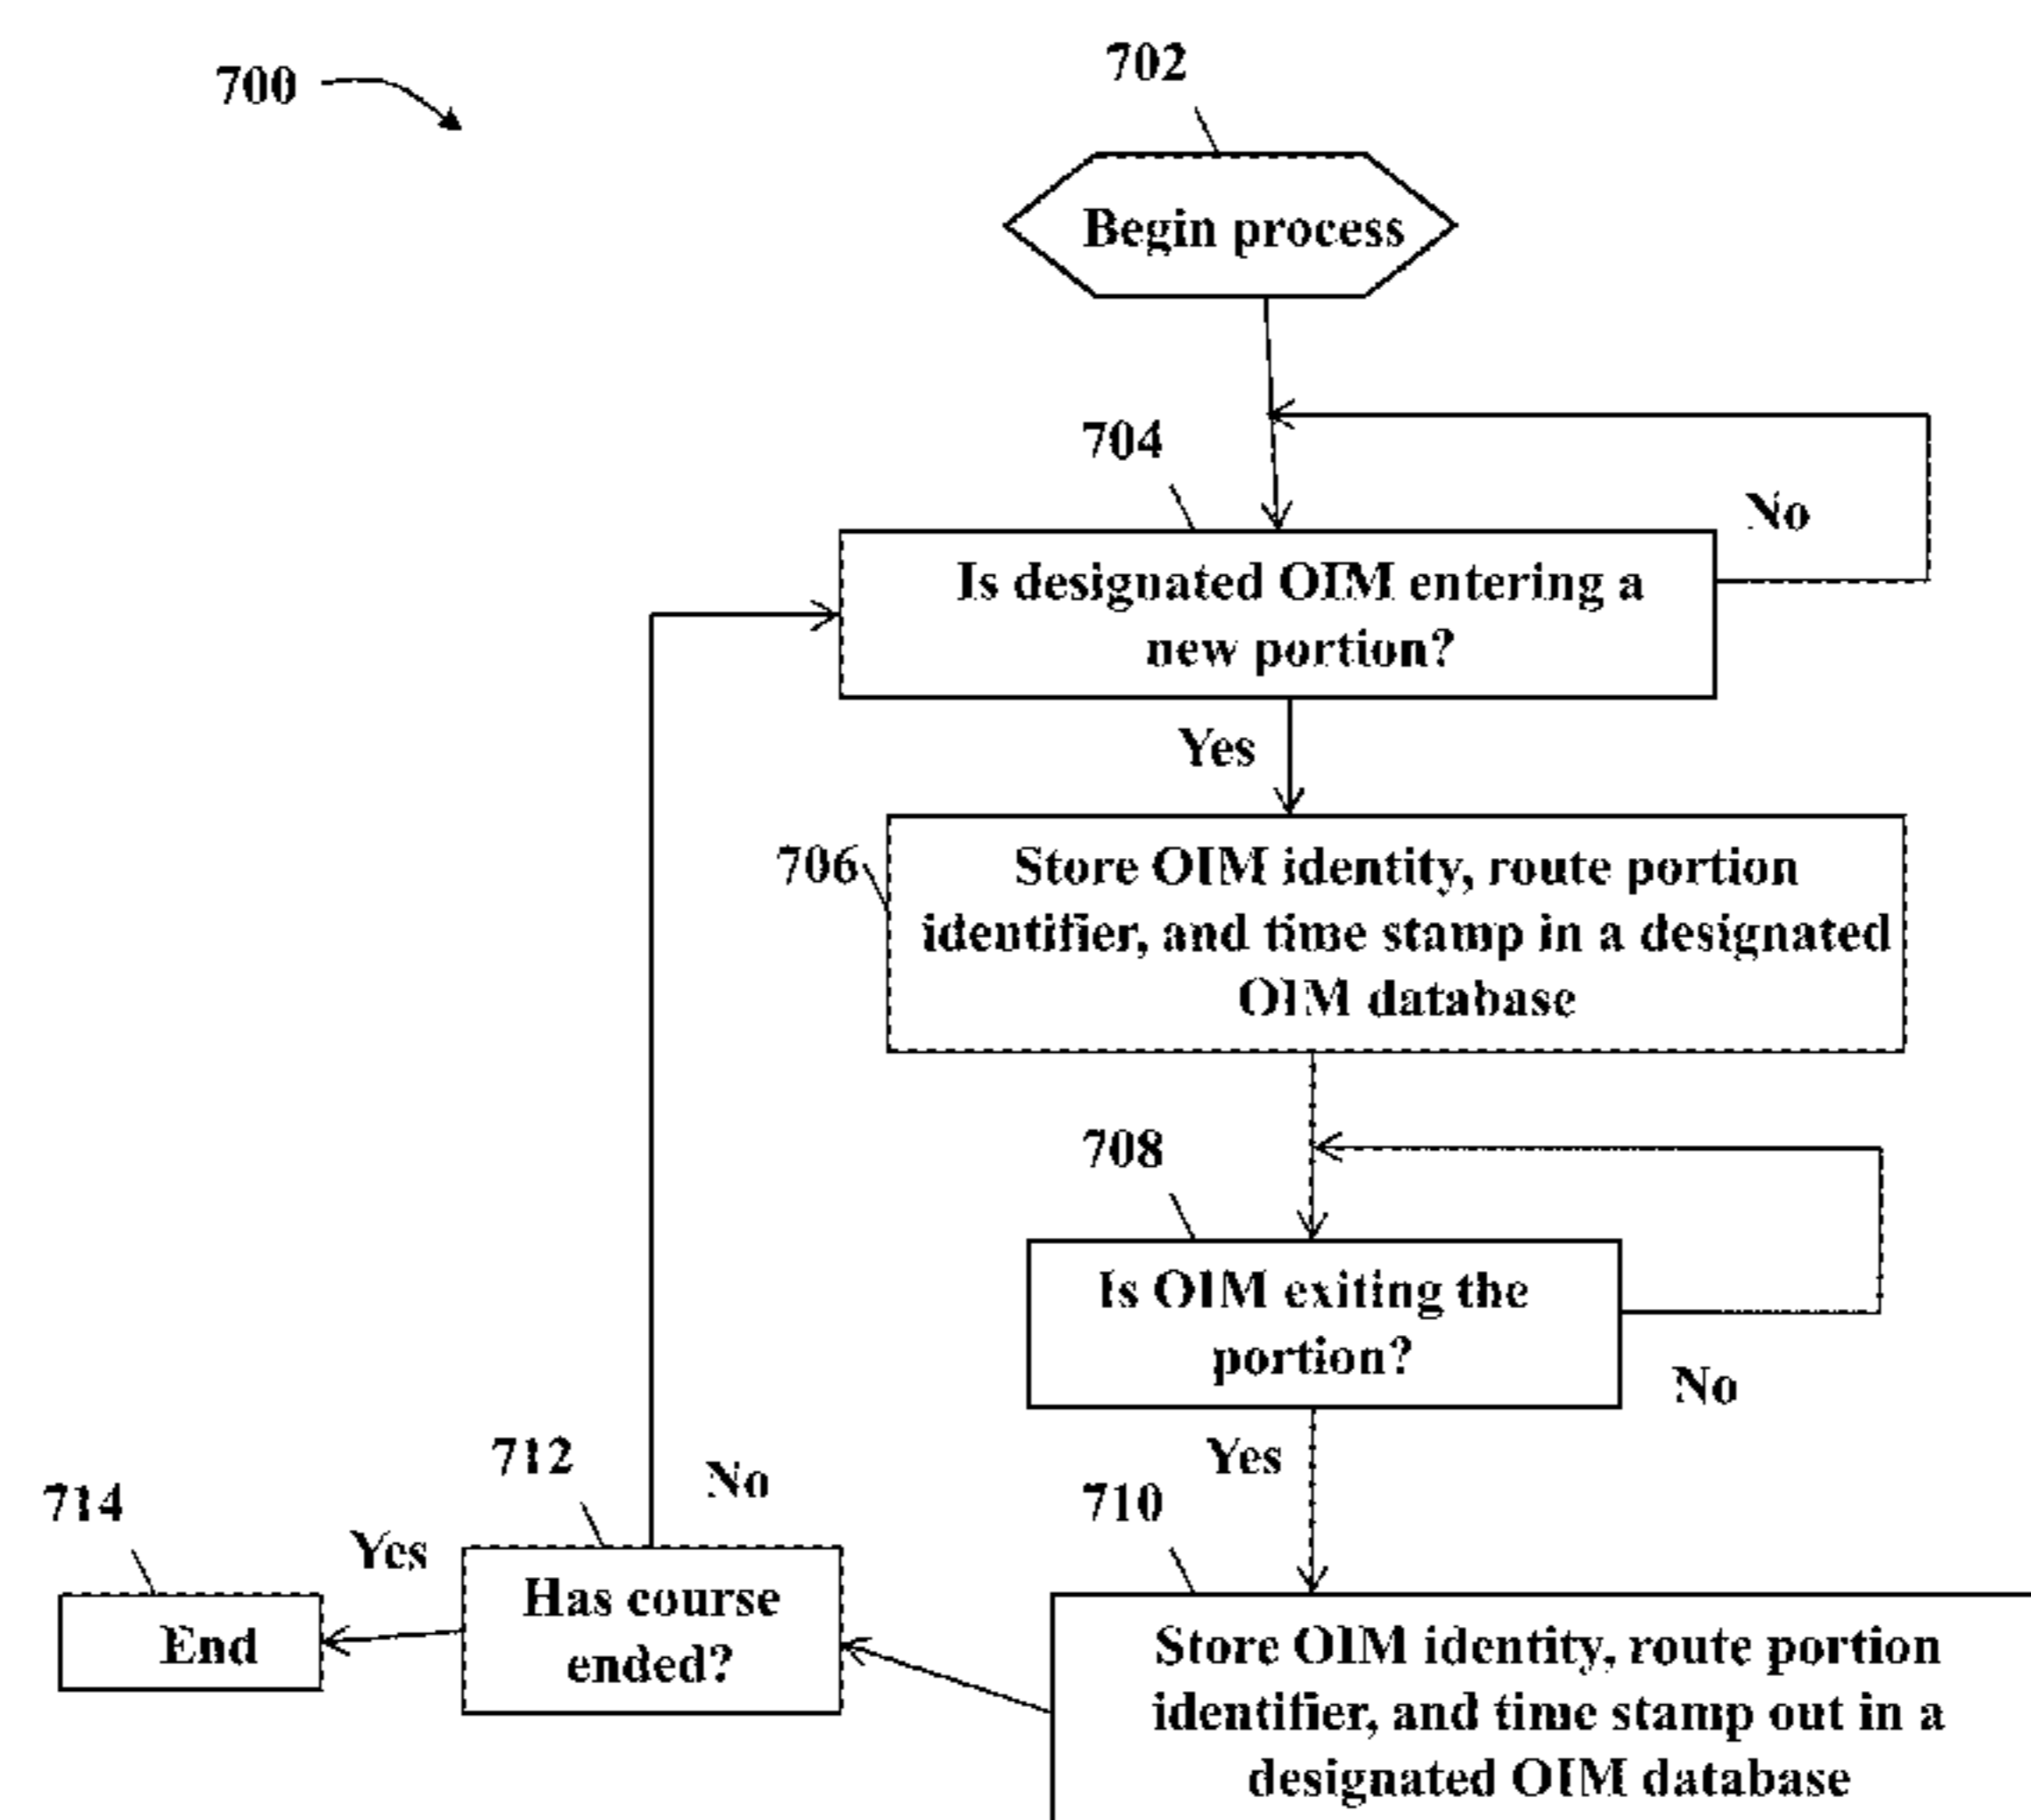 700
702
Begin process
704
No
Is designated OIM entering a
new portion?
Yes
706
Store OIM identity, route portion
identifier, and time stamp in a designated
OIM database
708
Is OIM exiting the
portion?
No
Yes
710
Store OIM identity, route portion
identifier, and time stamp out in a
designated OIM database
712
No
Has course
ended?
Yes
714
End